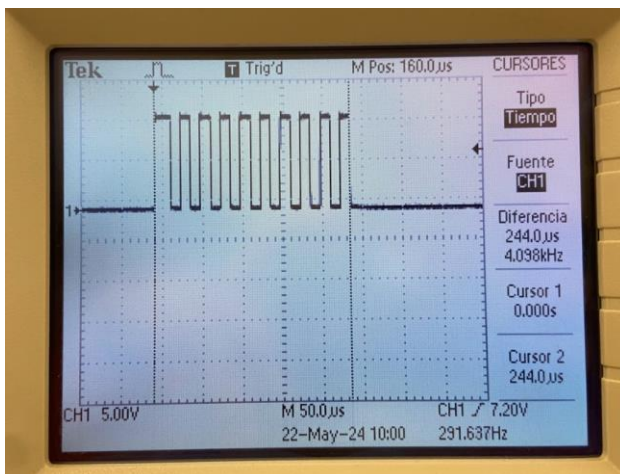 Tek
T Trig'd
M Pos: 160.0µs
CURSORES
Tipo
Tiempo
Fuente
CH1
Diferencia
244.0µs
4.098kHz
Cursor 1
0.000s
Cursor 2
244.0µs
1
CH1 5.00V
M 50.0µs
CH1 / 7.20V
22-May-24 10:00
291.637Hz